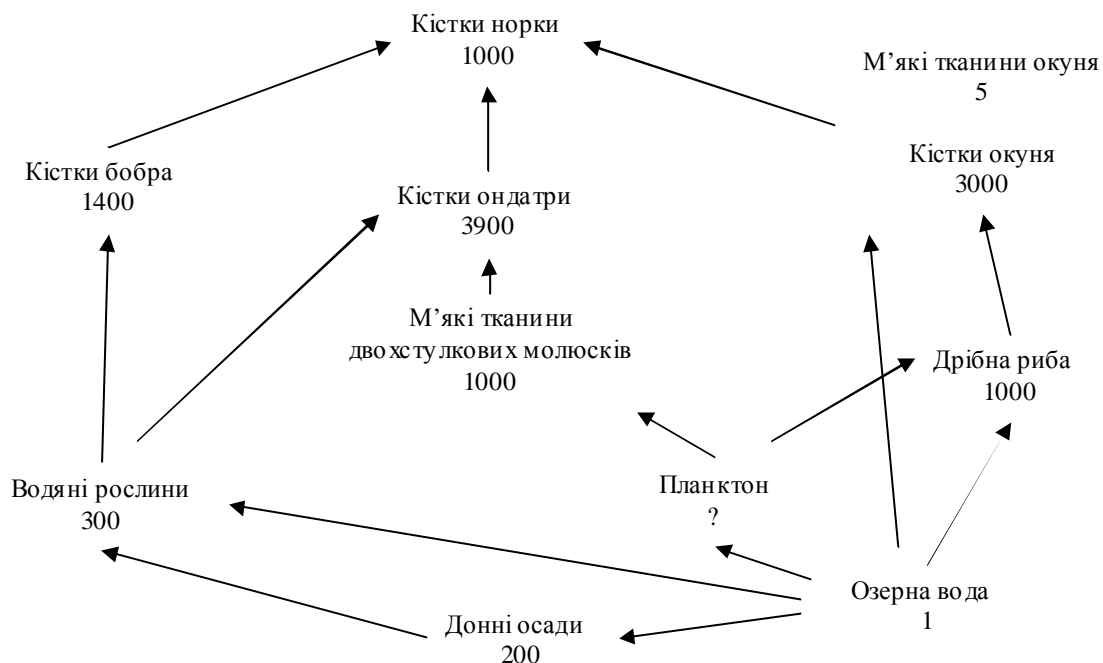 Кістки норки
1000
М’які тканини окуня
5
Кістки окуня
3000
Кістки бобра
1400
Кістки ондатри
3900
М’які тканини
двохстулкових молюсків
1000
Дрібна риба
1000
Водяні рослини
300
Планктон
?
Озерна вода
1
Донні осади
200